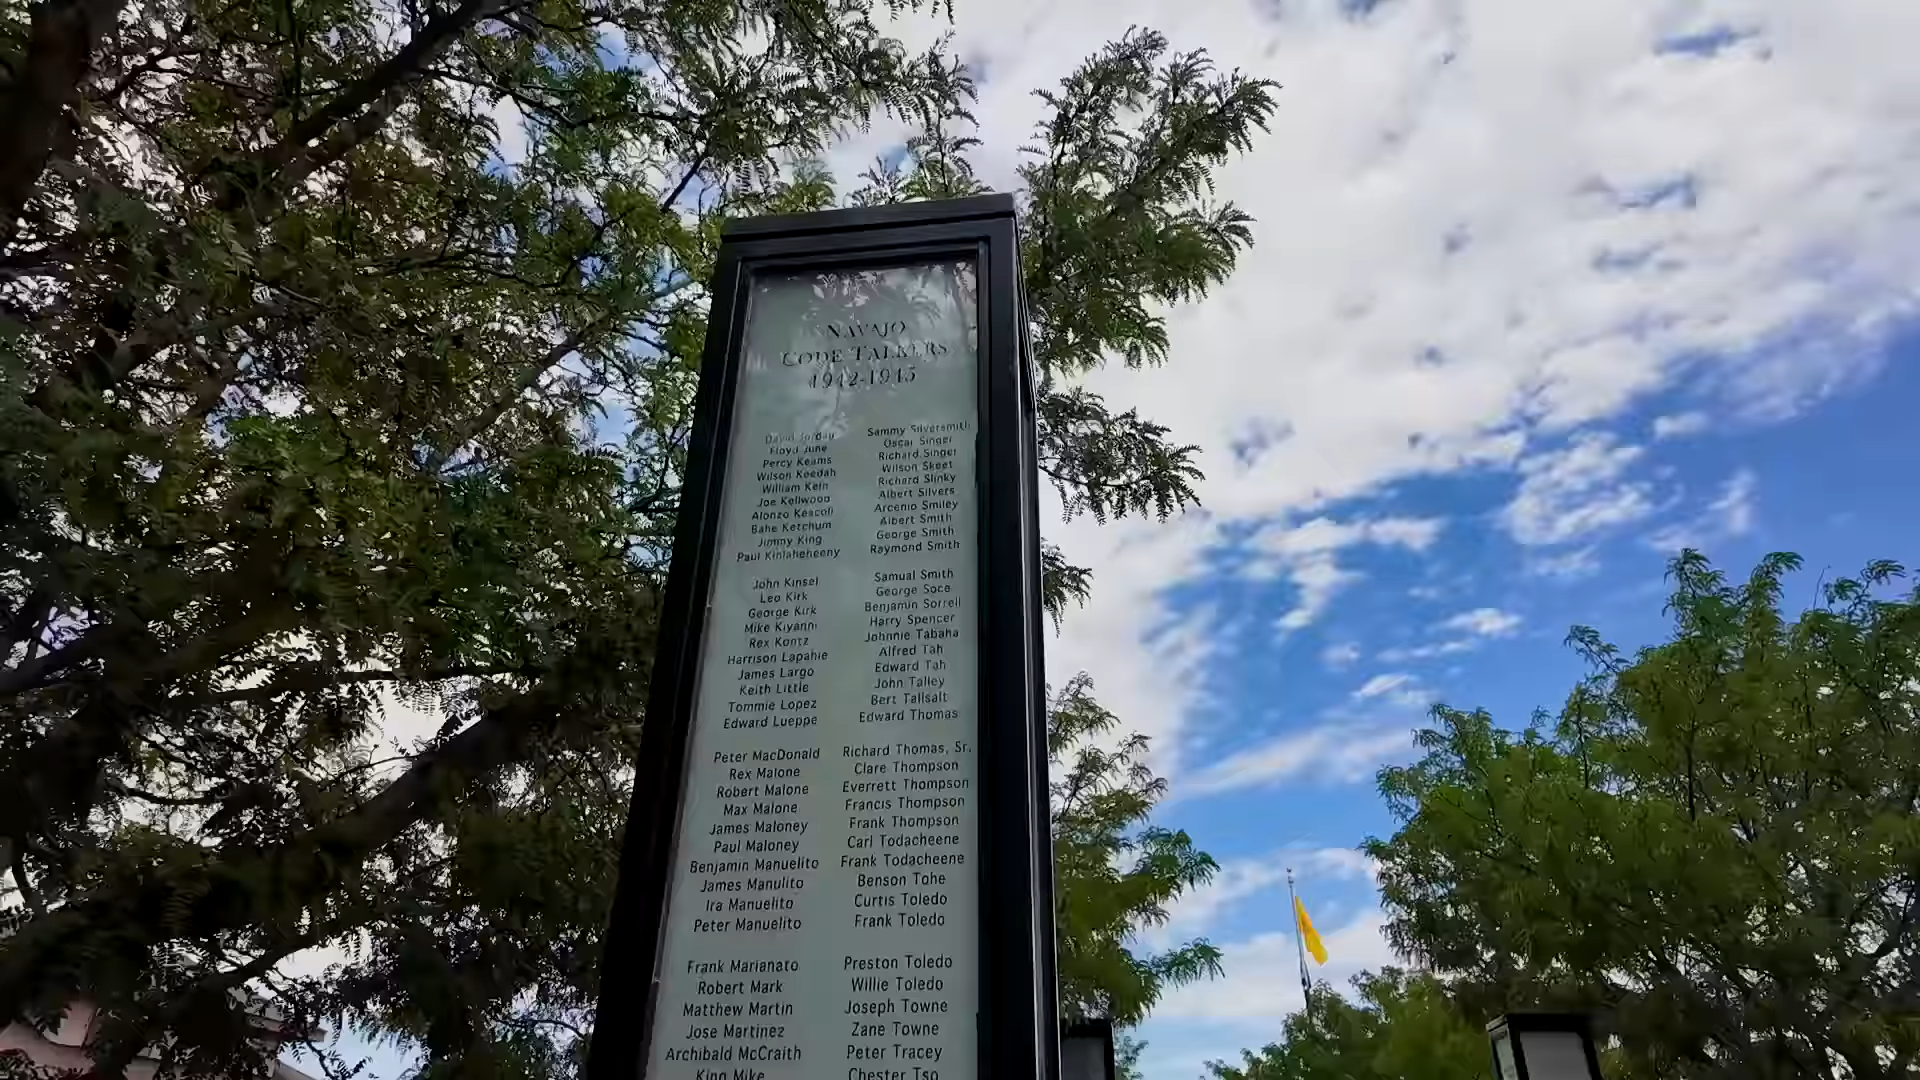 NAVAJO
CODE TALKERS
1942-1945
David Jordan
Floyd June
Percy Keams
Wilson Keedah
William Kein
Joe Kellwood
Alonzo Kescoli
Bahe Ketchum
Jimmy King
Paul Kinlaheheeny
John Kinsel
Leo Kirk
George Kirk
Mike Kiyanni
Rex Kontz
Harrison Lapahie
James Largo
Keith Little
Tommie Lopez
Edward Lueppe
Peter MacDonald
Rex Malone
Robert Malone
Max Malone
James Maloney
Paul Maloney
Benjamin Manuelito
James Manulito
Ira Manuelito
Peter Manuelito
Frank Marianato
Robert Mark
Matthew Martin
Jose Martinez
Archibald McCraith
King Mike
Sammy Silversmith
Oscar Singer
Richard Singer
Wilson Skeet
Richard Slinky
Albert Silvers
Arcenio Smiley
Albert Smith
George Smith
Raymond Smith
Samual Smith
George Soce
Benjamin Sorrell
Harry Spencer
Johnnie Tabaha
Alfred Tah
Edward Tah
John Talley
Bert Tallsalt
Edward Thomas
Richard Thomas, Sr.
Clare Thompson
Everrett Thompson
Francis Thompson
Frank Thompson
Carl Todacheene
Frank Todacheene
Benson Tohe
Curtis Toledo
Frank Toledo
Preston Toledo
Willie Toledo
Joseph Towne
Zane Towne
Peter Tracey
Chester Tso